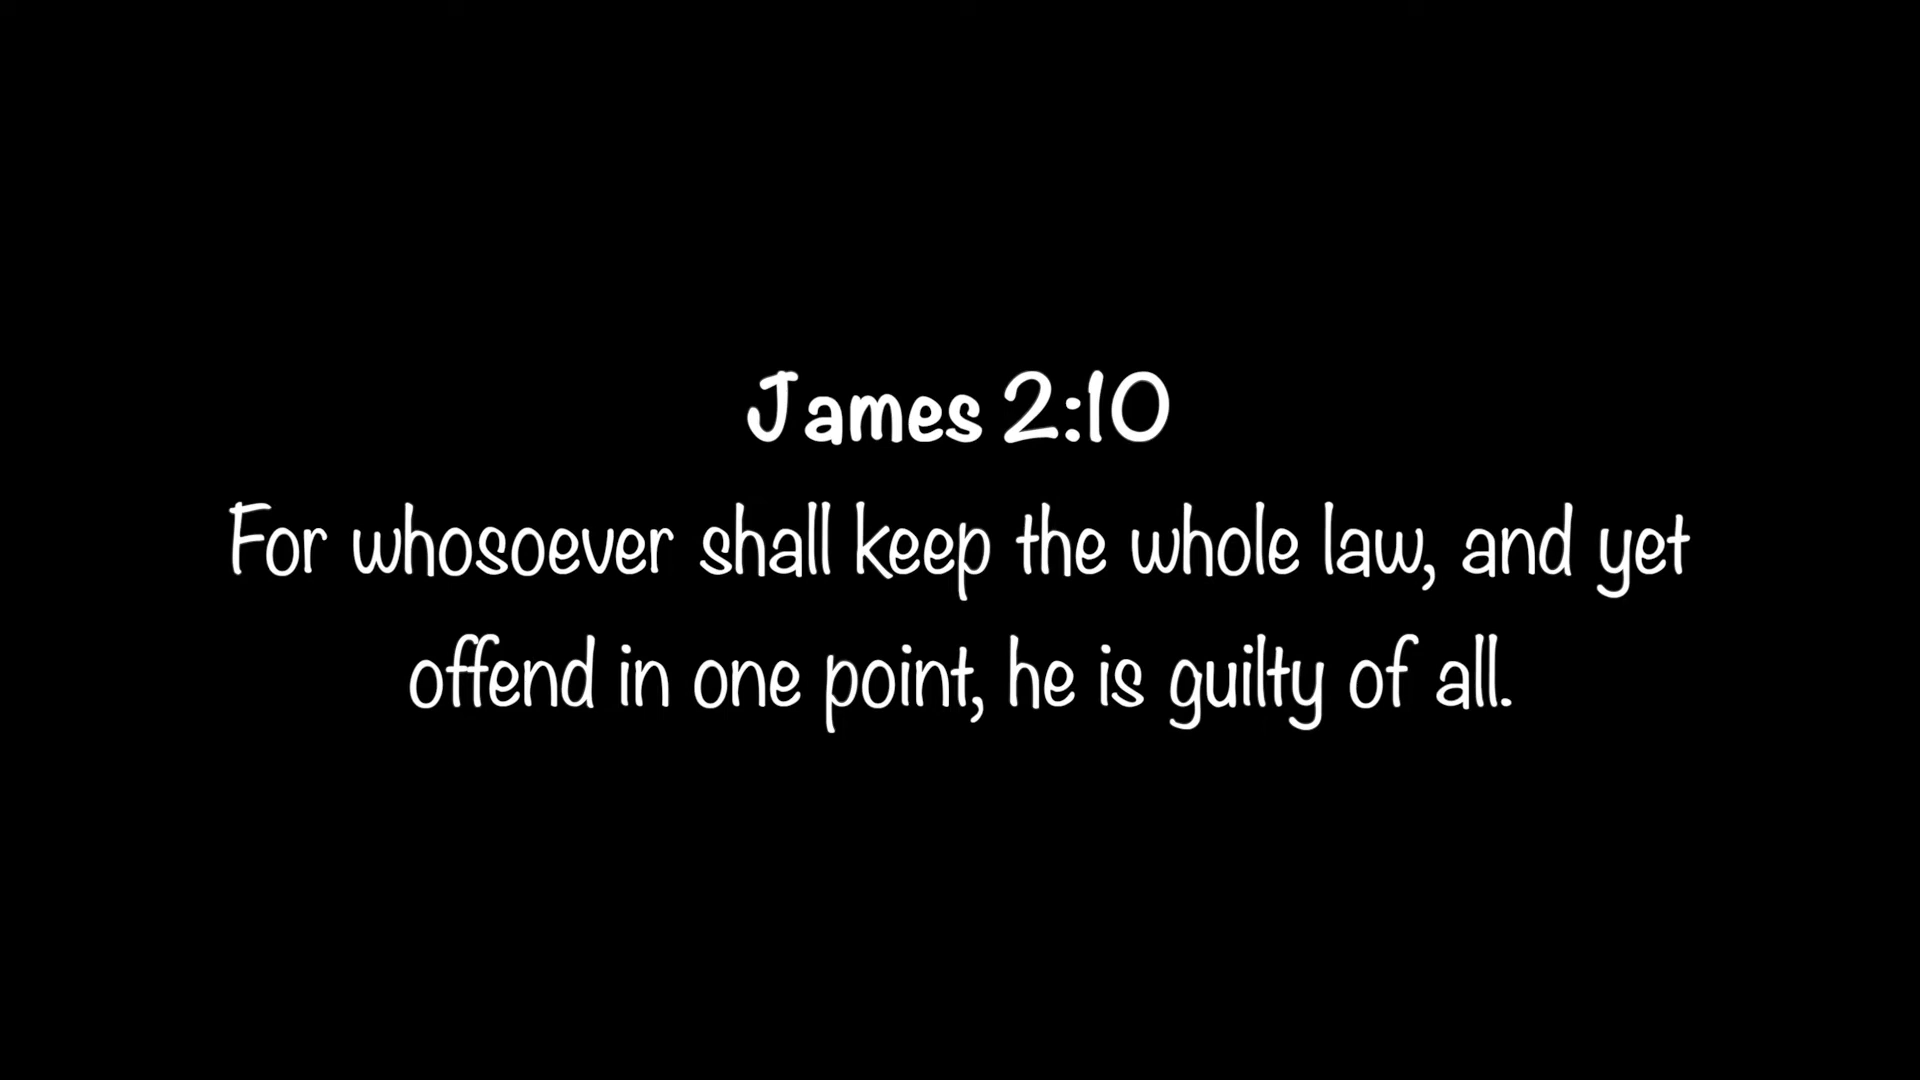 James 2:10
For whosoever shall keep the whole law, and yet
offend in one point, he is guilty of all.